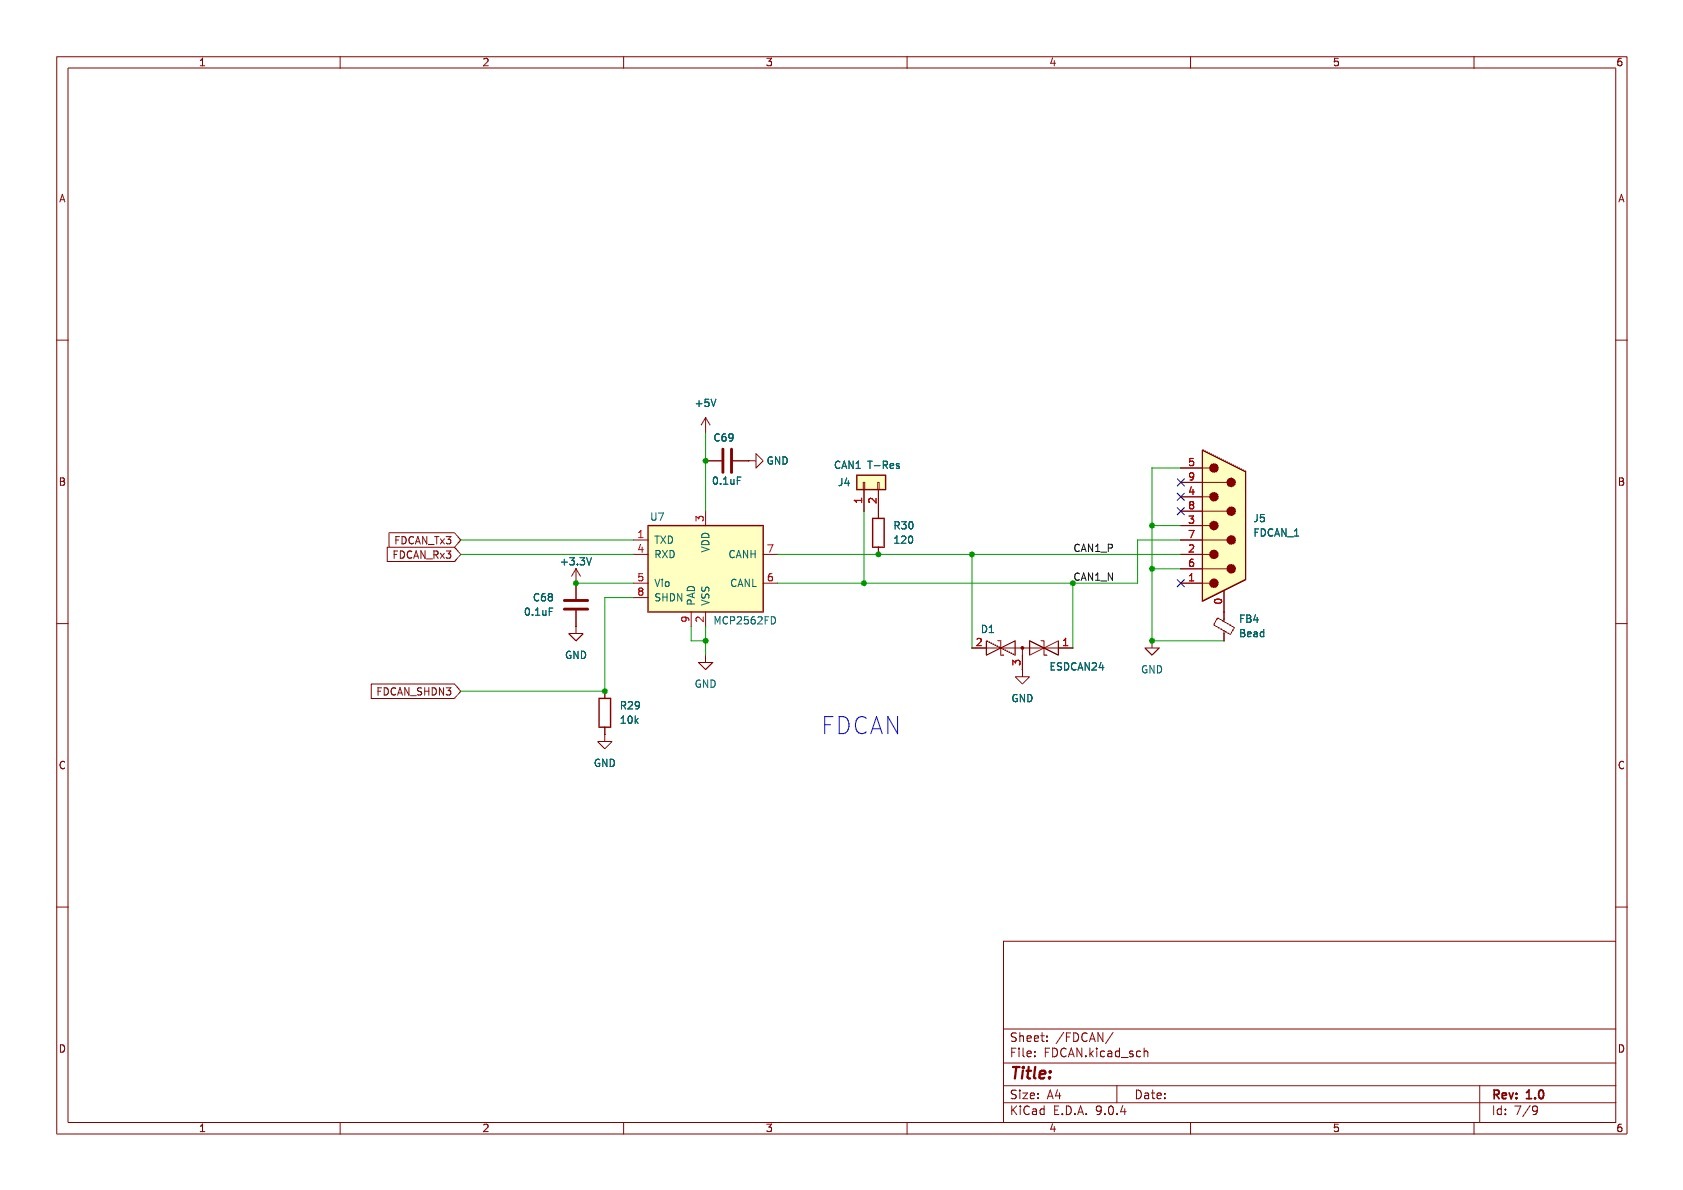 1 2 3 4 5 6
A A
+5V
C69
GND
0.1uF
CAN1 T-Res
J4
1 2
B B
5
9
4
8
3
7
2
6
1
0
J5
FDCAN_1
U7
3
R30
120
FDCAN_Tx3
1 TXD
VDD
FDCAN_Rx3
4 RXD
CANH 7
CAN1_P
+3.3V
5 Vio
CANL 6
CAN1_N
8 SHDN
PAD
VSS
C68
0.1uF
9 2
MCP2562FD
FB4
Bead
D1
2 1
3
ESDCAN24
GND
GND
GND
GND
FDCAN_SHDN3
R29
10k
GND
FDCAN
C C
Sheet: /FDCAN/
File: FDCAN.kicad_sch
Title:
Size: A4 Date: Rev: 1.0
KiCad E.D.A. 9.0.4 Id: 7/9
D D
1 2 3 4 5 6